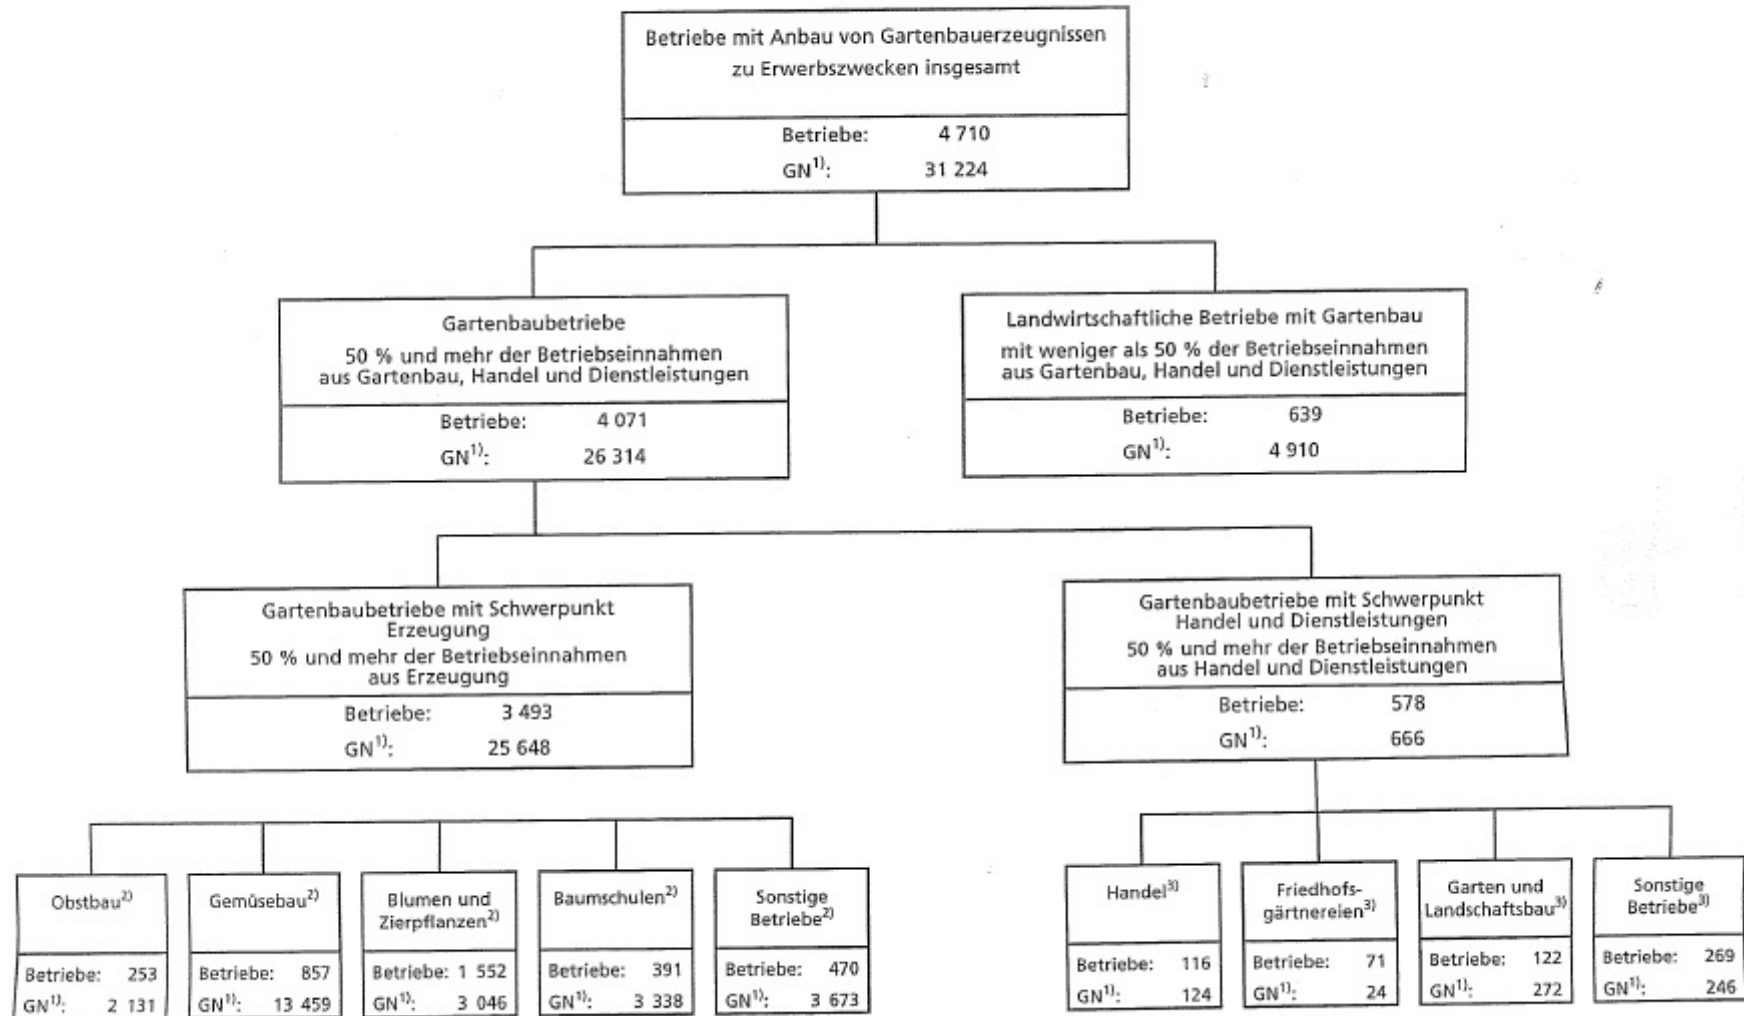 Betriebe mit Anbau von Gartenbauerzeugnissen
zu Erwerbszwecken insgesamt
Betriebe: 4 710
GN1): 31 224
Gartenbaubetriebe
50 % und mehr der Betriebseinnahmen
aus Gartenbau, Handel und Dienstleistungen
Betriebe: 4 071
GN1): 26 314
Landwirtschaftliche Betriebe mit Gartenbau
mit weniger als 50 % der Betriebseinnahmen
aus Gartenbau, Handel und Dienstleistungen
Betriebe: 639
GN1): 4 910
Gartenbaubetriebe mit Schwerpunkt
Erzeugung
50 % und mehr der Betriebseinnahmen
aus Erzeugung
Betriebe: 3 493
GN1): 25 648
Gartenbaubetriebe mit Schwerpunkt
Handel und Dienstleistungen
50 % und mehr der Betriebseinnahmen
aus Handel und Dienstleistungen
Betriebe: 578
GN1): 666
Obstbau2)
Betriebe: 253
GN1): 2 131
Gemüsebau2)
Betriebe: 857
GN1): 13 459
Blumen und
Zierpflanzen2)
Betriebe: 1 552
GN1): 3 046
Baumschulen2)
Betriebe: 391
GN1): 3 338
Sonstige
Betriebe2)
Betriebe: 470
GN1): 3 673
Handel3)
Betriebe: 116
GN1): 124
Friedhofs-
gärtnereien3)
Betriebe: 71
GN1): 24
Garten und
Landschaftsbau3)
Betriebe: 122
GN1): 272
Sonstige
Betriebe3)
Betriebe: 269
GN1): 246